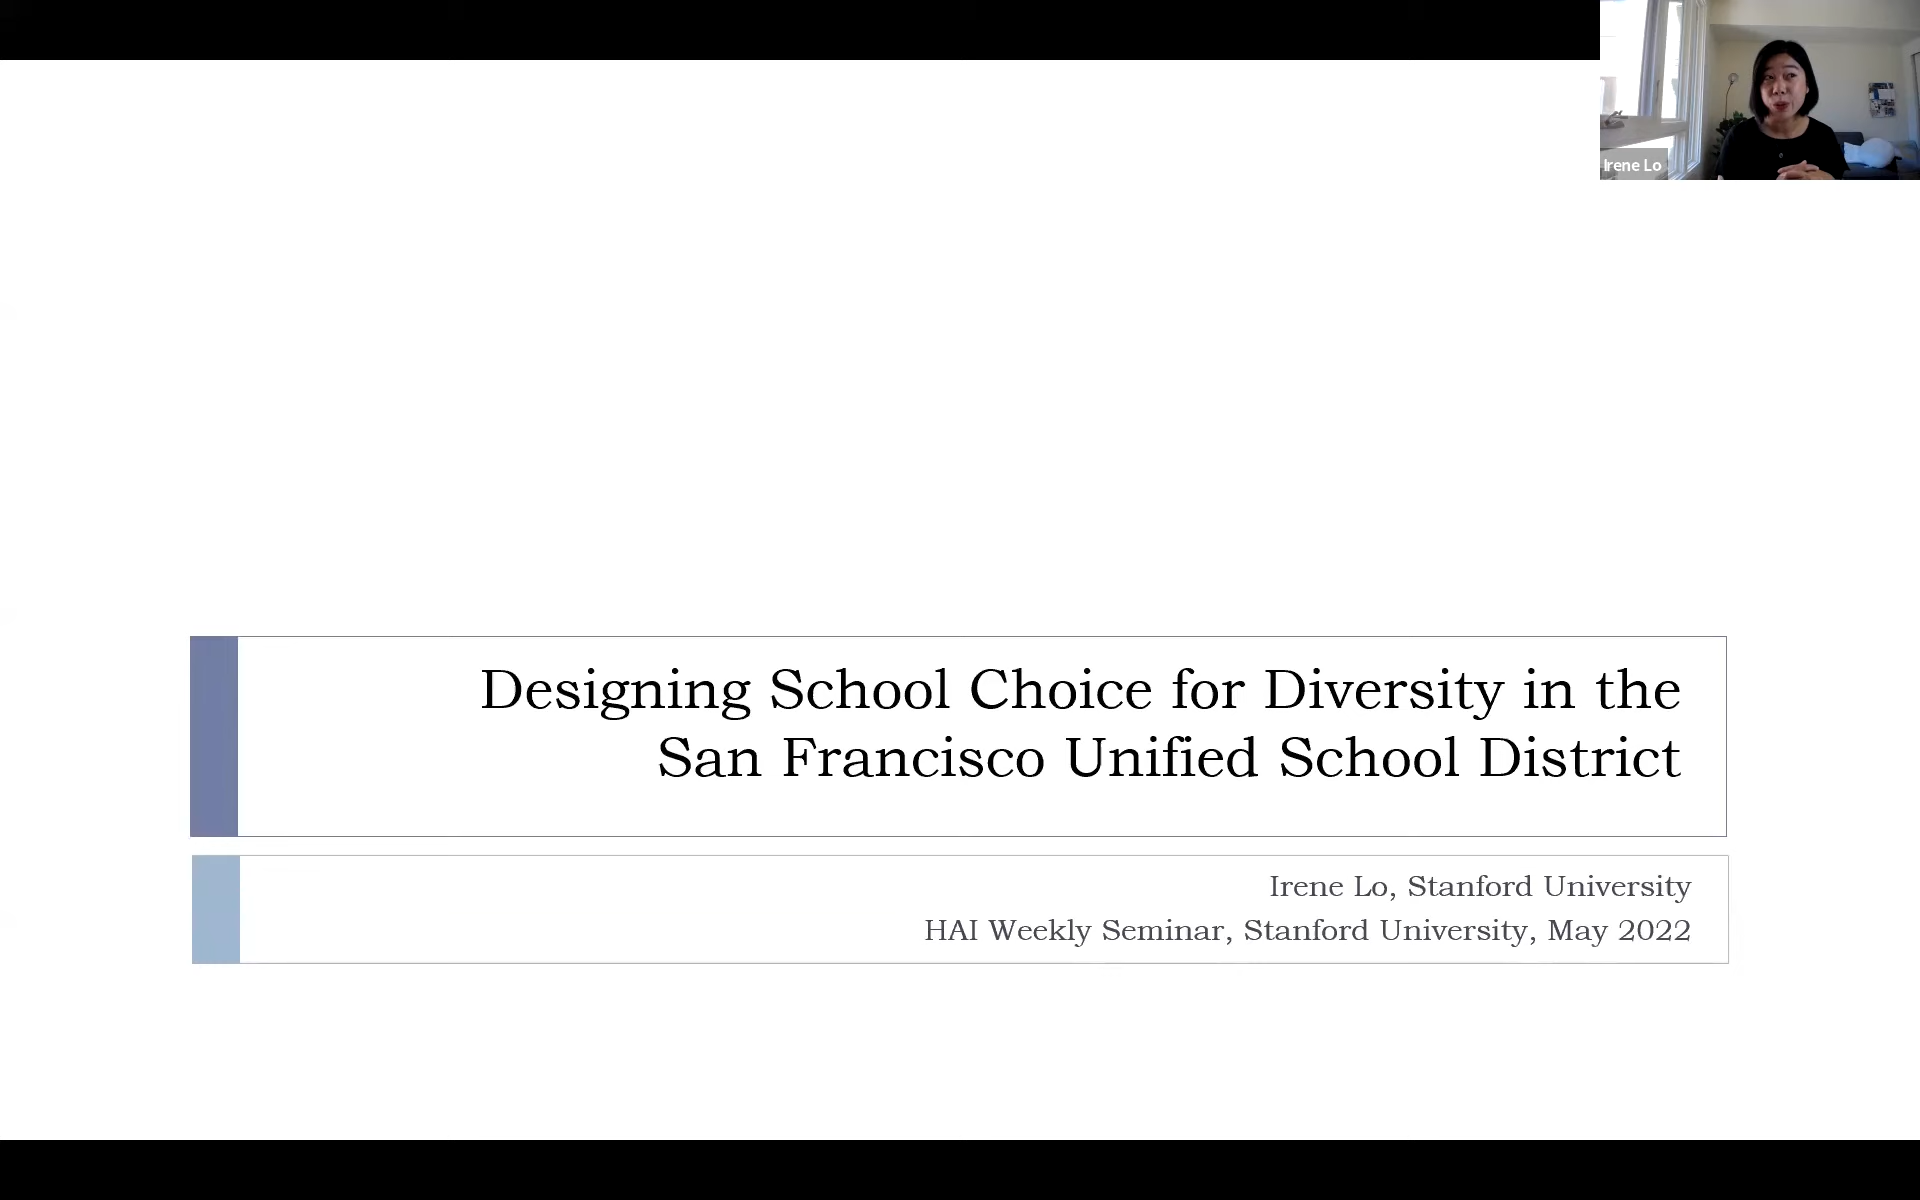 Irene Lo
Designing School Choice for Diversity in the
San Francisco Unified School District
Irene Lo, Stanford University
HAI Weekly Seminar, Stanford University, May 2022